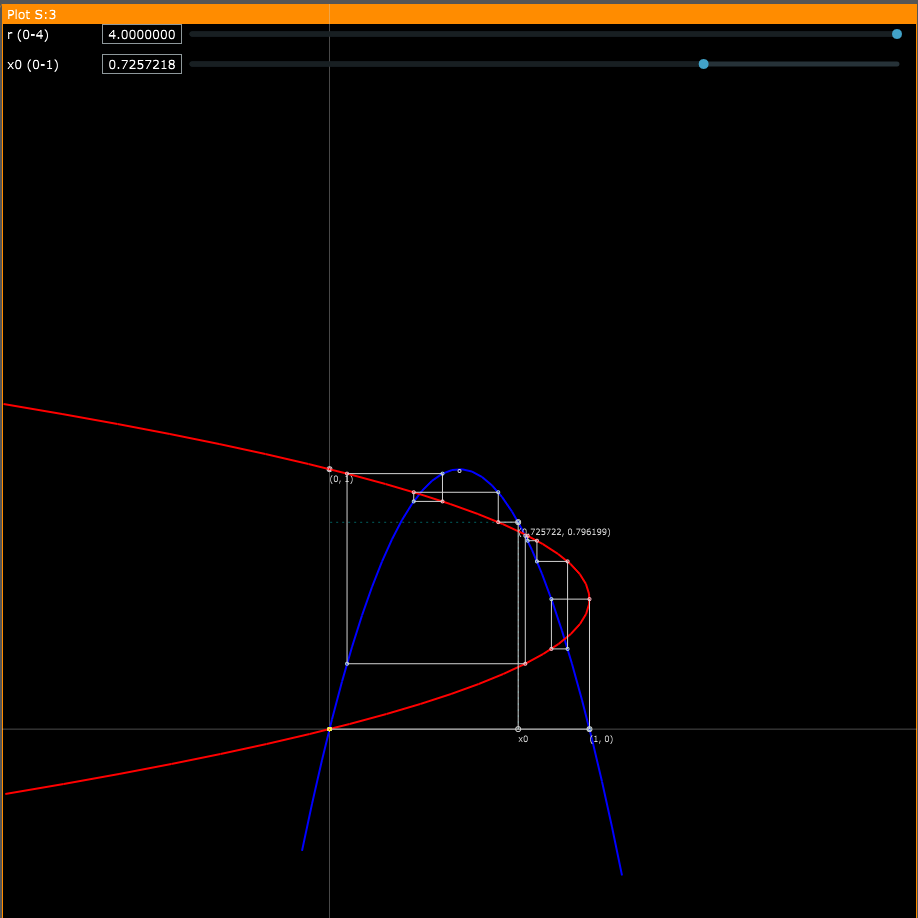 Plot S:3
r (0-4) 4.0000000
x0 (0-1) 0.7257218
(0, 1)
(0.725722, 0.796199)
x0
(1, 0)